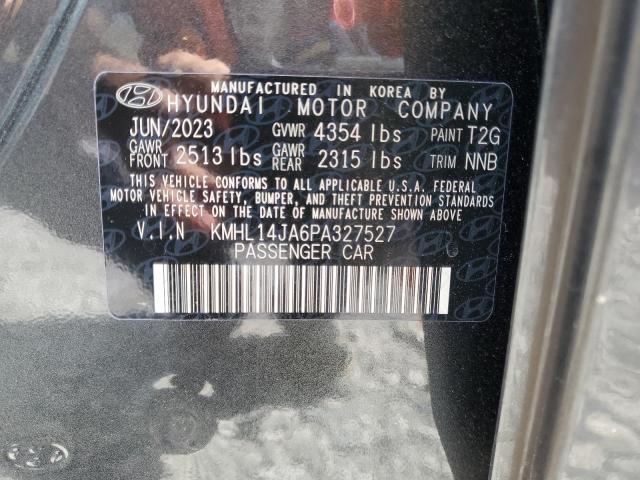 MANUFACTURED IN KOREA BY
HYUNDAI MOTOR COMPANY
JUN/2023 GVWR 4354 lbs PAINT T2G
GAWR FRONT 2513 lbs GAWR REAR 2315 lbs TRIM NNB
THIS VEHICLE CONFORMS TO ALL APPLICABLE U.S.A. FEDERAL
MOTOR VEHICLE SAFETY, BUMPER, AND THEFT PREVENTION
STANDARDS IN EFFECT ON THE DATE OF MANUFACTURE SHOWN ABOVE.
V.I.N KMHL14JA6PA327527
PASSENGER CAR